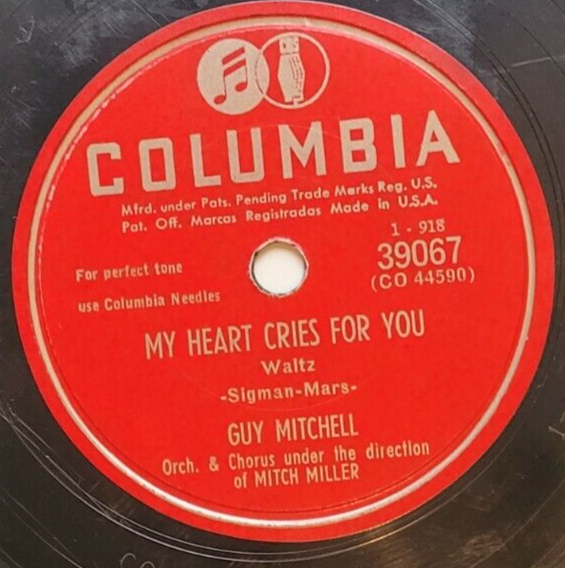 COLUMBIA
Mfrd. under Pats. Pending Trade Marks Reg. U.S.
Pat. Off. Marcas Registradas Made in U.S.A.
1 - 918
39067
(CO 44590)
For perfect tone
use Columbia Needles
MY HEART CRIES FOR YOU
Waltz
-Sigman-Mars-
GUY MITCHELL
Orch. & Chorus under the direction
of MITCH MILLER